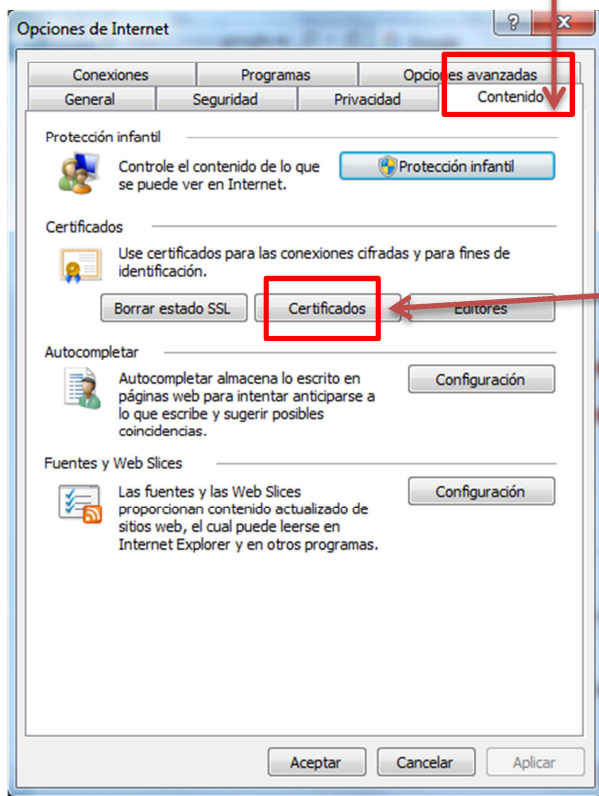 Opciones de Internet
Conexiones Programas Opciones avanzadas
General Seguridad Privacidad Contenido
Protección infantil
Controle el contenido de lo que
se puede ver en Internet.
Protección infantil
Certificados
Use certificados para las conexiones cifradas y para fines de
identificación.
Borrar estado SSL Certificados Editores
Autocompletar
Autocompletar almacena lo escrito en
páginas web para intentar anticiparse a
lo que escribe y sugerir posibles
coincidencias.
Configuración
Fuentes y Web Slices
Las fuentes y las Web Slices
proporcionan contenido actualizado de
sitios web, el cual puede leerse en
Internet Explorer y en otros programas.
Configuración
Aceptar Cancelar Aplicar